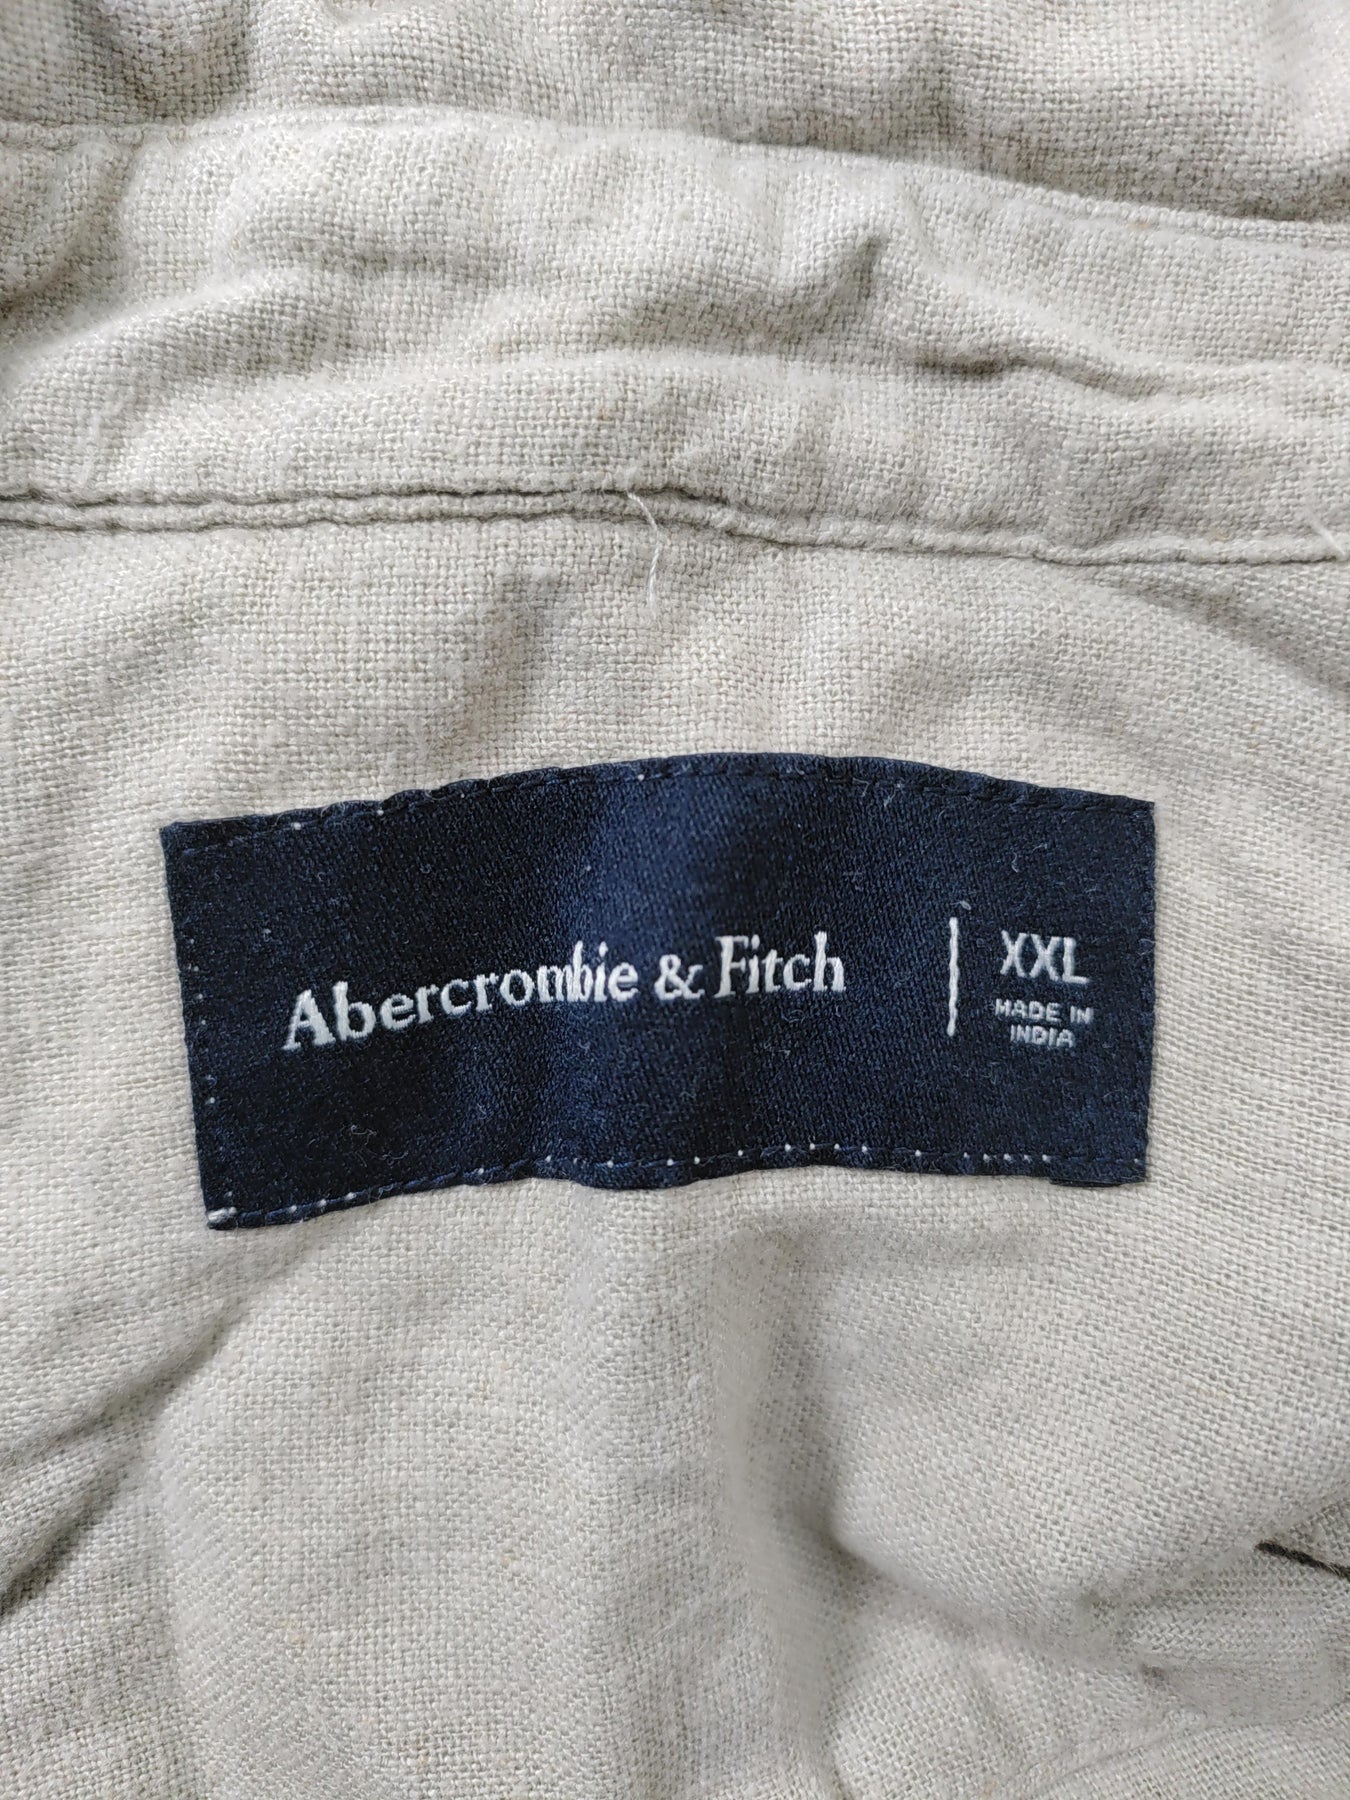 Abercrombie & Fitch
XXL
MADE IN
INDIA